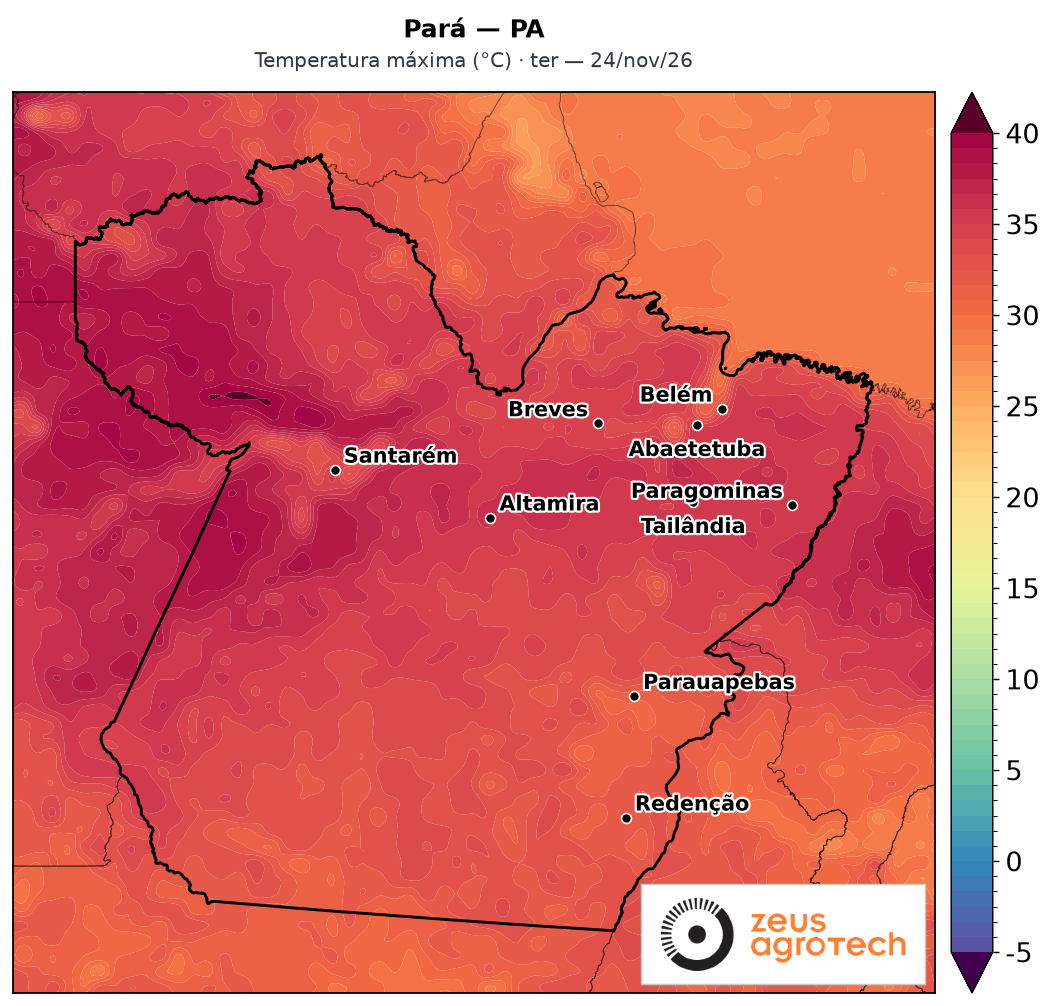 Pará — PA
Temperatura máxima (°C) · ter — 24/nov/26
40
35
30
25
20
15
10
5
0
-5
Belém
Breves
Abaetetuba
Santarém
Paragominas
Altamira
Tailândia
Parauapebas
Redenção
zeus
agrotech